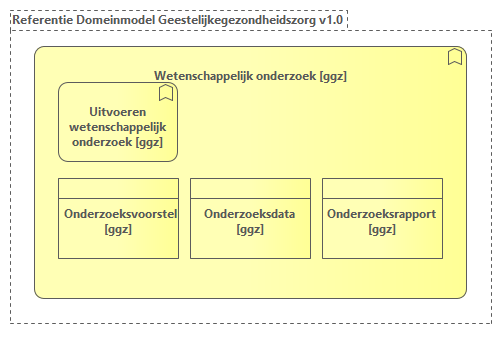 Referentie Domeinmodel Geestelijkegezondheidszorg v1.0
Wetenschappelijk onderzoek [ggz]
Uitvoeren
wetenschappelijk
onderzoek [ggz]
Onderzoeksvoorstel
[ggz]
Onderzoeksdata
[ggz]
Onderzoeksrapport
[ggz]